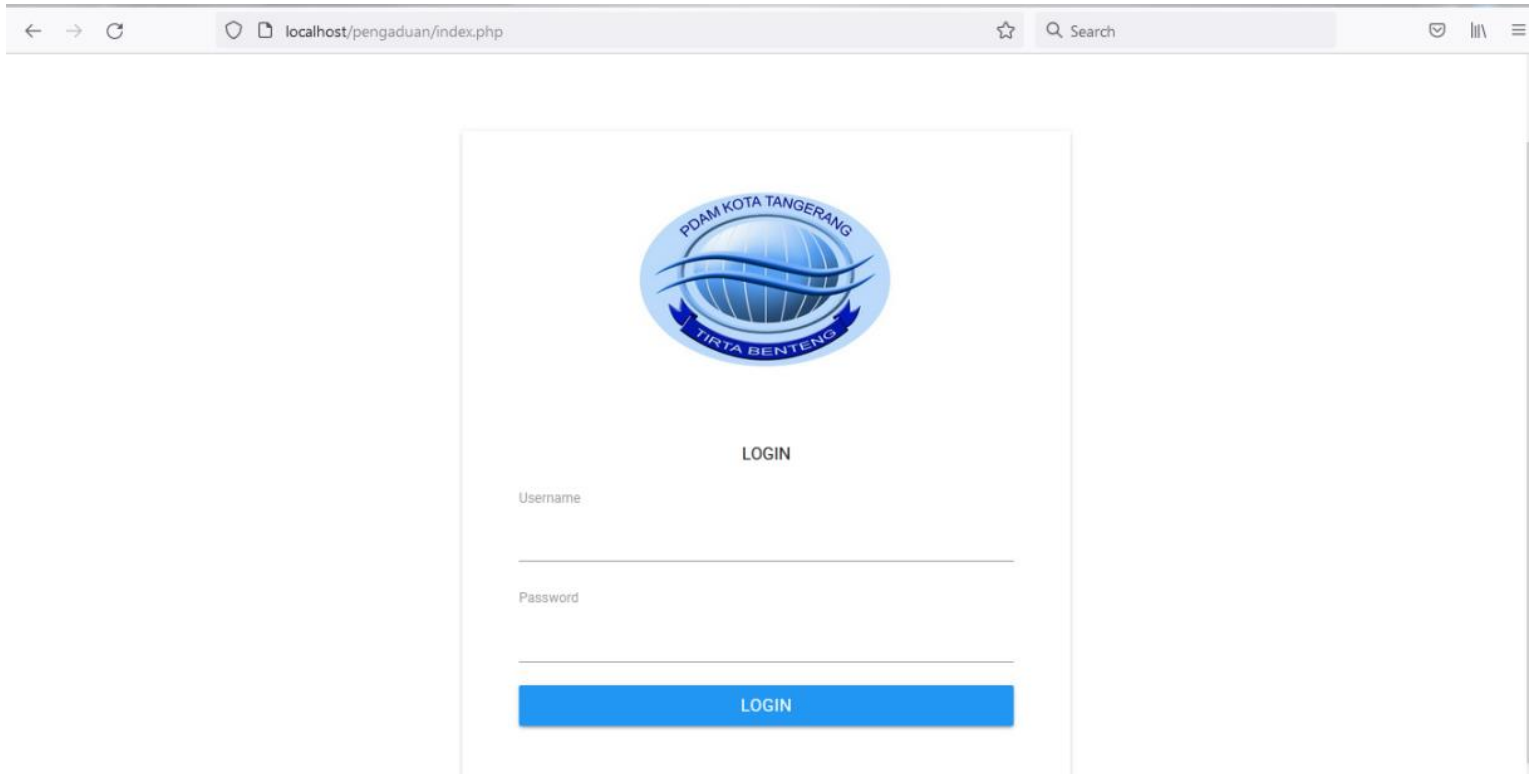 localhost/pengaduan/index.php
Search
PDAM KOTA TANGERANG
TIRTA BENTENG
LOGIN
Username
Password
LOGIN